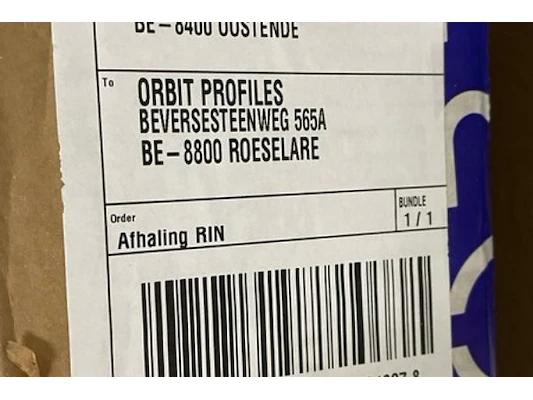 BE-8400 OOSTENDE
To
ORBIT PROFILES
BEVERSESTEENWEG 565A
BE-8800 ROESELARE
Order
Afhaling RIN
BUNDLE
1 / 1